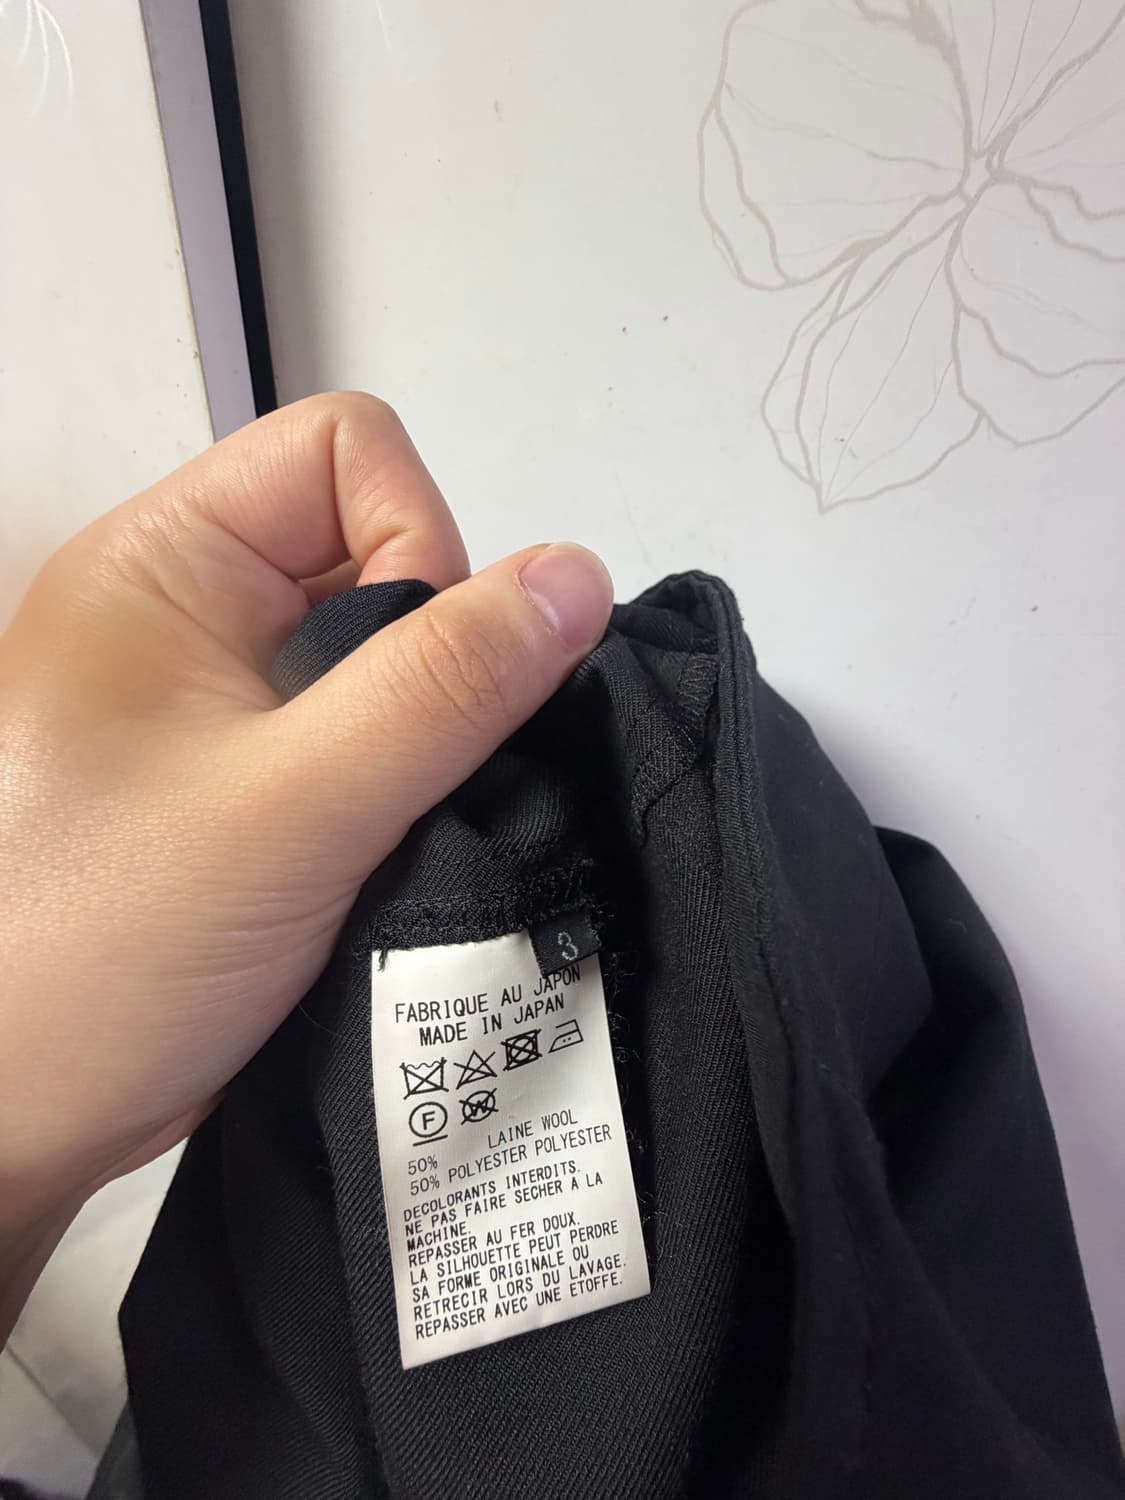 3
FABRIQUE AU JAPON
MADE IN JAPAN
F
W
50% LAINE WOOL
50% POLYESTER POLYESTER
DECOLORANTS INTERDITS.
NE PAS FAIRE SECHER A LA
MACHINE.
REPASSER AU FER DOUX.
LA SILHOUETTE PEUT PERDRE
SA FORME ORIGINALE OU
RETRECIR LORS DU LAVAGE.
REPASSER AVEC UNE ETOFFE.